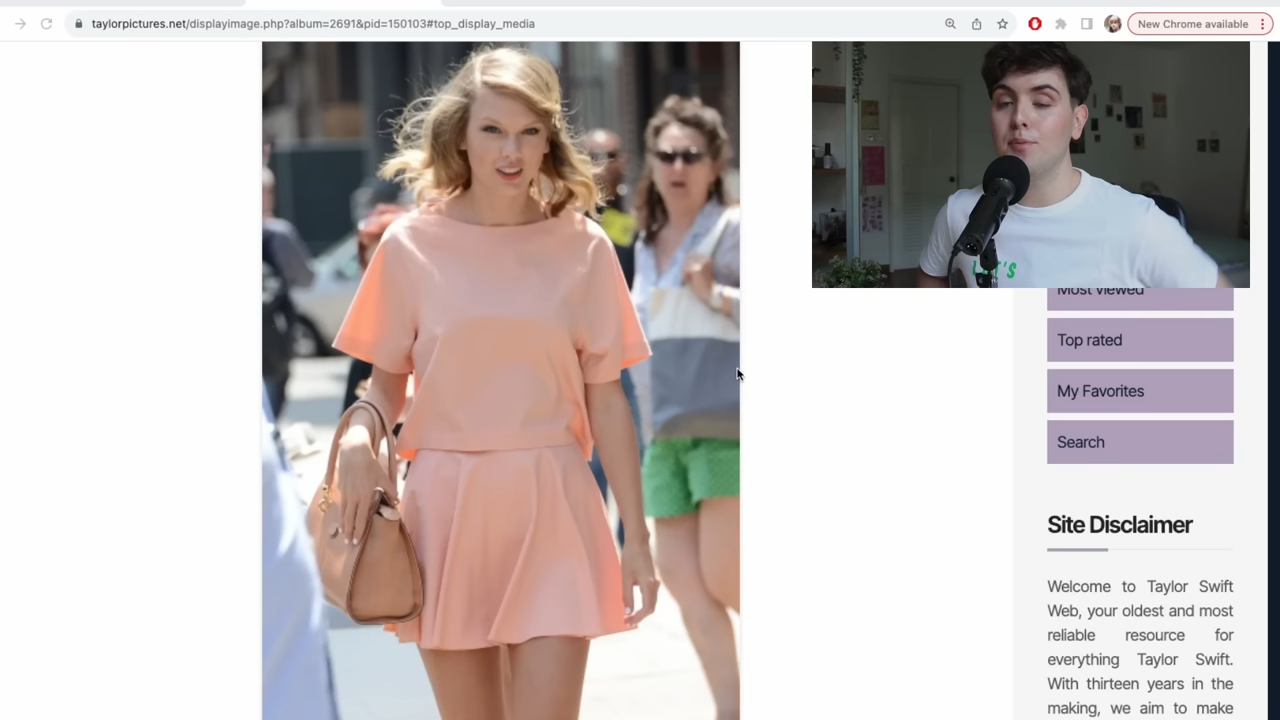 taylorpictures.net/displayimage.php?album=2691&pid=150103#top_display_media
New Chrome available
LET'S
Most viewed
Top rated
My Favorites
Search
Site Disclaimer
Welcome to Taylor Swift
Web, your oldest and most
reliable resource for
everything Taylor Swift.
With thirteen years in the
making, we aim to make